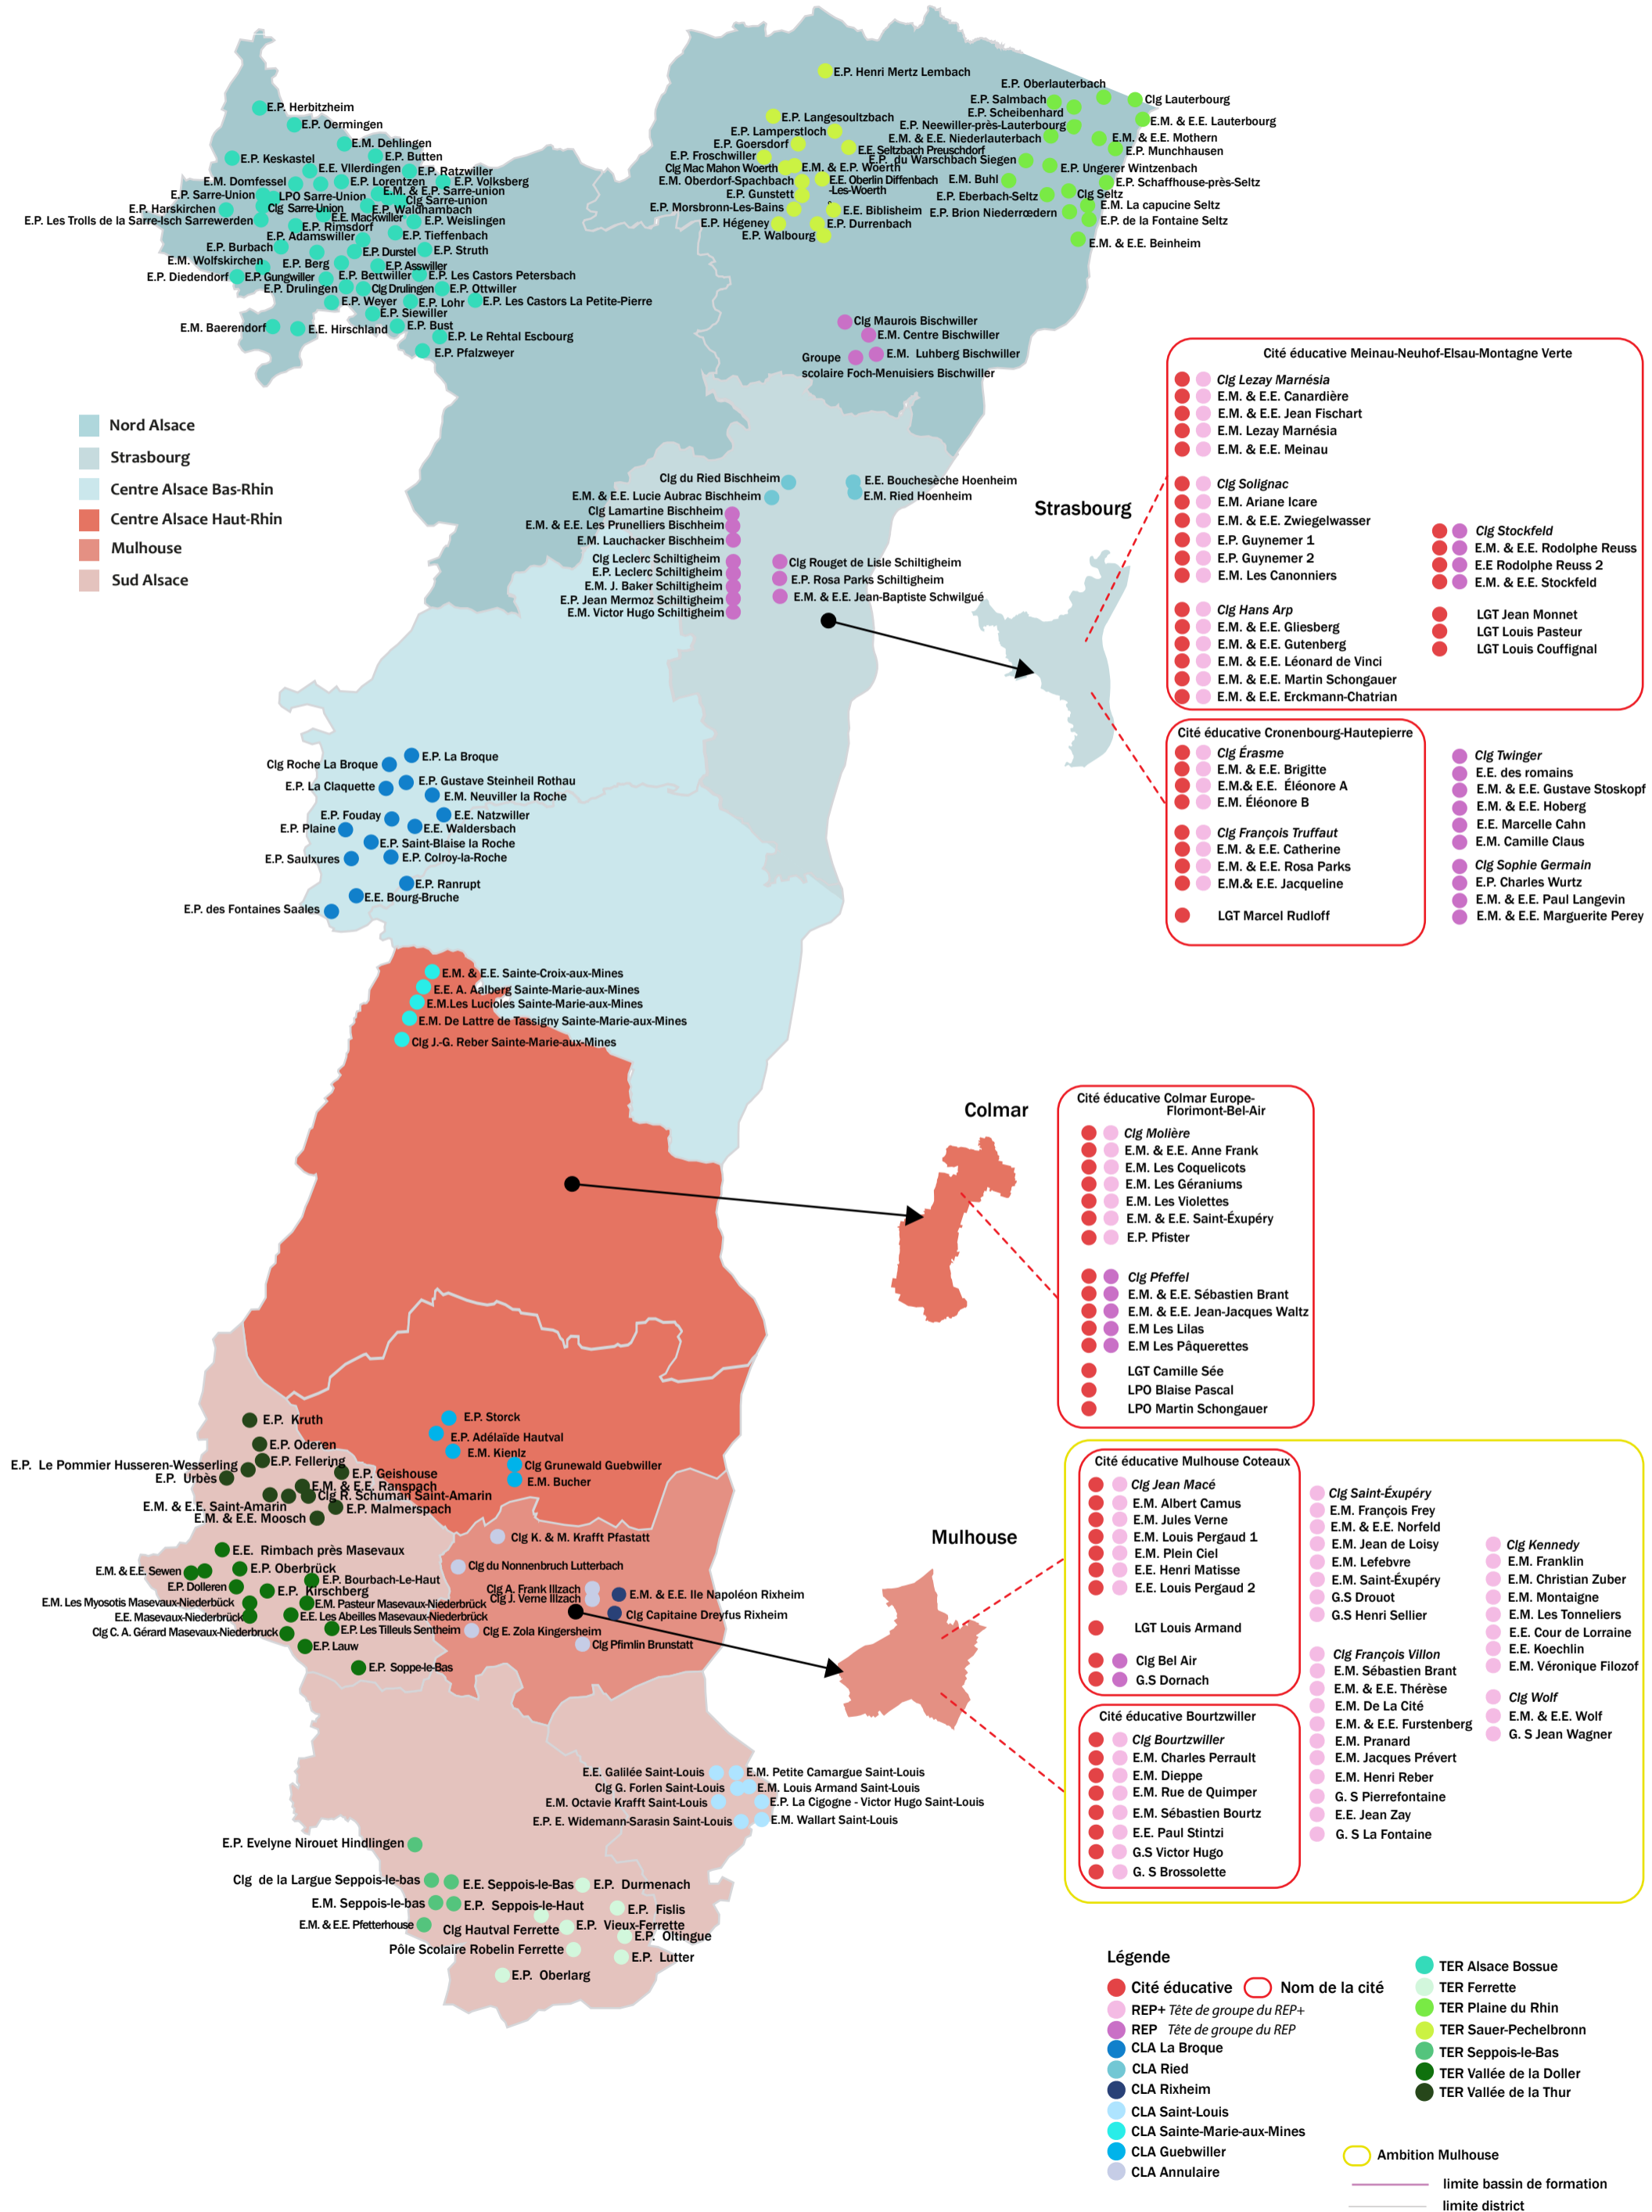 E.P. Herbitzheim
E.P. Oermingen
E.M. Dehlingen
E.P. Keskastel
E.P. Butten
E.E. Vllerdingen
E.P. Ratzwiller
E.M. Domfessel
E.P. Lorentzen
E.P. Volksberg
E.P. Sarre-Union
LPO Sarre-Union
E.M. & E.P. Sarre-union
Clg Sarre-union
E.P. Harskirchen
Clg Sarre-Union
E.P. Waldhambach
E.P. Les Trolls de la Sarre-Isch Sarrewerden
E.E. Mackwiller
E.P. Weislingen
E.P. Rimsdorf
E.P. Adamswiller
E.P. Tieffenbach
E.P. Burbach
E.P. Durstel
E.P. Struth
E.M. Wolfskirchen
E.P. Berg
E.P. Asswiller
E.P. Diedendorf
E.P. Gungwiller
E.P. Bettwiller
E.P. Les Castors Petersbach
E.P. Drulingen
Clg Drulingen
E.P. Ottwiller
E.P. Weyer
E.P. Lohr
E.P. Les Castors La Petite-Pierre
E.P. Siewiller
E.M. Baerendorf
E.E. Hirschland
E.P. Bust
E.P. Le Rehtal Escbourg
E.P. Pfalzweyer
E.P. Henri Mertz Lembach
E.P. Langesoultzbach
E.P. Lamperstloch
E.P. Goersdorf
E.E. Seltzbach Preuschdorf
E.P. Froschwiller
Clg Mac Mahon Woerth
E.M. & E.P. Woerth
E.M. Oberdorf-Spachbach
E.E. Oberlin Diffenbach
-Les-Woerth
E.P. Gunstett
E.P. Morsbronn-Les-Bains
E.E. Biblisheim
E.P. Hégeney
E.P. Durrenbach
E.P. Walbourg
E.P. Oberlauterbach
E.P. Salmbach
Clg Lauterbourg
E.P. Scheibenhard
E.P. Neewiller-près-Lauterbourg
E.M. & E.E. Lauterbourg
E.M. & E.E. Niederlauterbach
E.M. & E.E. Mothern
E.P. Munchhausen
E.P. du Warschbach Siegen
E.P. Ungerer Wintzenbach
E.M. Buhl
E.P. Schaffhouse-près-Seltz
E.P. Eberbach-Seltz
Clg Seltz
E.M. La capucine Seltz
E.P. Brion Niederrœdern
E.P. de la Fontaine Seltz
E.M. & E.E. Beinheim
Clg Maurois Bischwiller
E.M. Centre Bischwiller
E.M. Luhberg Bischwiller
Groupe
scolaire Foch-Menuisiers Bischwiller
Nord Alsace
Strasbourg
Centre Alsace Bas-Rhin
Centre Alsace Haut-Rhin
Mulhouse
Sud Alsace
Clg du Ried Bischheim
E.E. Bouchesèche Hoenheim
E.M. & E.E. Lucie Aubrac Bischheim
E.M. Ried Hoenheim
Clg Lamartine Bischheim
E.M. & E.E. Les Prunelliers Bischheim
E.M. Lauchacker Bischheim
Clg Leclerc Schiltigheim
E.P. Leclerc Schiltigheim
E.M. J. Baker Schiltigheim
E.P. Jean Mermoz Schiltigheim
E.M. Victor Hugo Schiltigheim
Clg Rouget de Lisle Schiltigheim
E.P. Rosa Parks Schiltigheim
E.M. & E.E. Jean-Baptiste Schwilgué
Strasbourg
Cité éducative Meinau-Neuhof-Elsau-Montagne Verte
Clg Lezay Marnésia
E.M. & E.E. Canardière
E.M. & E.E. Jean Fischart
E.M. Lezay Marnésia
E.M. & E.E. Meinau
Clg Solignac
E.M. Ariane Icare
E.M. & E.E. Zwiegelwasser
E.P. Guynemer 1
E.P. Guynemer 2
E.M. Les Canonniers
Clg Hans Arp
E.M. & E.E. Gliesberg
E.M. & E.E. Gutenberg
E.M. & E.E. Léonard de Vinci
E.M. & E.E. Martin Schongauer
E.M. & E.E. Erckmann-Chatrian
Clg Stockfeld
E.M. & E.E. Rodolphe Reuss
E.E Rodolphe Reuss 2
E.M. & E.E. Stockfeld
LGT Jean Monnet
LGT Louis Pasteur
LGT Louis Couffignal
Cité éducative Cronenbourg-Hautepierre
Clg Érasme
E.M. & E.E. Brigitte
E.M.& E.E. Éléonore A
E.M. Éléonore B
Clg François Truffaut
E.M. & E.E. Catherine
E.M. & E.E. Rosa Parks
E.M.& E.E. Jacqueline
LGT Marcel Rudloff
Clg Twinger
E.E. des romains
E.M. & E.E. Gustave Stoskopf
E.M. & E.E. Hoberg
E.E. Marcelle Cahn
E.M. Camille Claus
Clg Sophie Germain
E.P. Charles Wurtz
E.M. & E.E. Paul Langevin
E.M. & E.E. Marguerite Perey
E.P. La Broque
Clg Roche La Broque
E.P. Gustave Steinheil Rothau
E.P. La Claquette
E.M. Neuviller la Roche
E.P. Fouday
E.E. Natzwiller
E.P. Plaine
E.E. Waldersbach
E.P. Saint-Blaise la Roche
E.P. Saulxures
E.P. Colroy-la-Roche
E.P. Ranrupt
E.E. Bourg-Bruche
E.P. des Fontaines Saales
E.M. & E.E. Sainte-Croix-aux-Mines
E.E. A. Aalberg Sainte-Marie-aux-Mines
E.M.Les Lucioles Sainte-Marie-aux-Mines
E.M. De Lattre de Tassigny Sainte-Marie-aux-Mines
Clg J.-G. Reber Sainte-Marie-aux-Mines
Colmar
Cité éducative Colmar Europe-
Florimont-Bel-Air
Clg Molière
E.M. & E.E. Anne Frank
E.M. Les Coquelicots
E.M. Les Géraniums
E.M. Les Violettes
E.M. & E.E. Saint-Éxupéry
E.P. Pfister
Clg Pfeffel
E.M. & E.E. Sébastien Brant
E.M. & E.E. Jean-Jacques Waltz
E.M Les Lilas
E.M Les Pâquerettes
LGT Camille Sée
LPO Blaise Pascal
LPO Martin Schongauer
E.P. Storck
E.P. Adélaïde Hautval
E.M. Kienlz
Clg Grunewald Guebwiller
E.M. Bucher
E.P. Kruth
E.P. Oderen
E.P. Fellering
E.P. Le Pommier Husseren-Wesserling
E.P. Geishouse
E.P. Urbès
E.M. & E.E. Ranspach
Clg R. Schuman Saint-Amarin
E.M. & E.E. Saint-Amarin
E.P. Malmerspach
E.M. & E.E. Moosch
E.E. Rimbach près Masevaux
E.M. & E.E. Sewen
E.P. Oberbrück
E.P. Bourbach-Le-Haut
E.P. Dolleren
E.P. Kirschberg
E.M. Les Myosotis Masevaux-Niederbück
E.M. Pasteur Masevaux-Niederbrück
E.E. Masevaux-Niederbrück
E.E. Les Abeilles Masevaux-Niederbrück
Clg C. A. Gérard Masevaux-Niederbruck
E.P. Les Tilleuls Sentheim
E.P. Lauw
E.P. Soppe-le-Bas
Clg K. & M. Krafft Pfastatt
Clg du Nonnenbruch Lutterbach
Clg A. Frank Illzach
Clg J. Verne Illzach
E.M. & E.E. Ile Napoléon Rixheim
Clg Capitaine Dreyfus Rixheim
Clg E. Zola Kingersheim
Clg Pfimlin Brunstatt
Mulhouse
Cité éducative Mulhouse Coteaux
Clg Jean Macé
E.M. Albert Camus
E.M. Jules Verne
E.M. Louis Pergaud 1
E.M. Plein Ciel
E.E. Henri Matisse
E.E. Louis Pergaud 2
LGT Louis Armand
Clg Bel Air
G.S Dornach
Cité éducative Bourtzwiller
Clg Bourtzwiller
E.M. Charles Perrault
E.M. Dieppe
E.M. Rue de Quimper
E.M. Sébastien Bourtz
E.E. Paul Stintzi
G.S Victor Hugo
G. S Brossolette
Clg Saint-Éxupéry
E.M. François Frey
E.M. & E.E. Norfeld
E.M. Jean de Loisy
E.M. Lefebvre
E.M. Saint-Éxupéry
G.S Drouot
G.S Henri Sellier
Clg François Villon
E.M. Sébastien Brant
E.M. & E.E. Thérèse
E.M. De La Cité
E.M. & E.E. Furstenberg
E.M. Pranard
E.M. Jacques Prévert
E.M. Henri Reber
G. S Pierrefontaine
E.E. Jean Zay
G. S La Fontaine
Clg Kennedy
E.M. Franklin
E.M. Christian Zuber
E.M. Montaigne
E.M. Les Tonneliers
E.E. Cour de Lorraine
E.E. Koechlin
E.M. Véronique Filozof
Clg Wolf
E.M. & E.E. Wolf
G. S Jean Wagner
E.E. Galilée Saint-Louis
E.M. Petite Camargue Saint-Louis
Clg G. Forlen Saint-Louis
E.M. Louis Armand Saint-Louis
E.M. Octavie Krafft Saint-Louis
E.P. La Cigogne - Victor Hugo Saint-Louis
E.P. E. Widemann-Sarasin Saint-Louis
E.M. Wallart Saint-Louis
E.P. Evelyne Nirouet Hindlingen
Clg de la Largue Seppois-le-bas
E.E. Seppois-le-Bas
E.P. Durmenach
E.M. Seppois-le-bas
E.P. Seppois-le-Haut
E.P. Fislis
E.M. & E.E. Pfetterhouse
Clg Hautval Ferrette
E.P. Vieux-Ferrette
E.P. Oltingue
Pôle Scolaire Robelin Ferrette
E.P. Lutter
E.P. Oberlarg
Légende
Cité éducative
Nom de la cité
REP+ Tête de groupe du REP+
REP Tête de groupe du REP
CLA La Broque
CLA Ried
CLA Rixheim
CLA Saint-Louis
CLA Sainte-Marie-aux-Mines
CLA Guebwiller
CLA Annulaire
TER Alsace Bossue
TER Ferrette
TER Plaine du Rhin
TER Sauer-Pechelbronn
TER Seppois-le-Bas
TER Vallée de la Doller
TER Vallée de la Thur
Ambition Mulhouse
limite bassin de formation
limite district